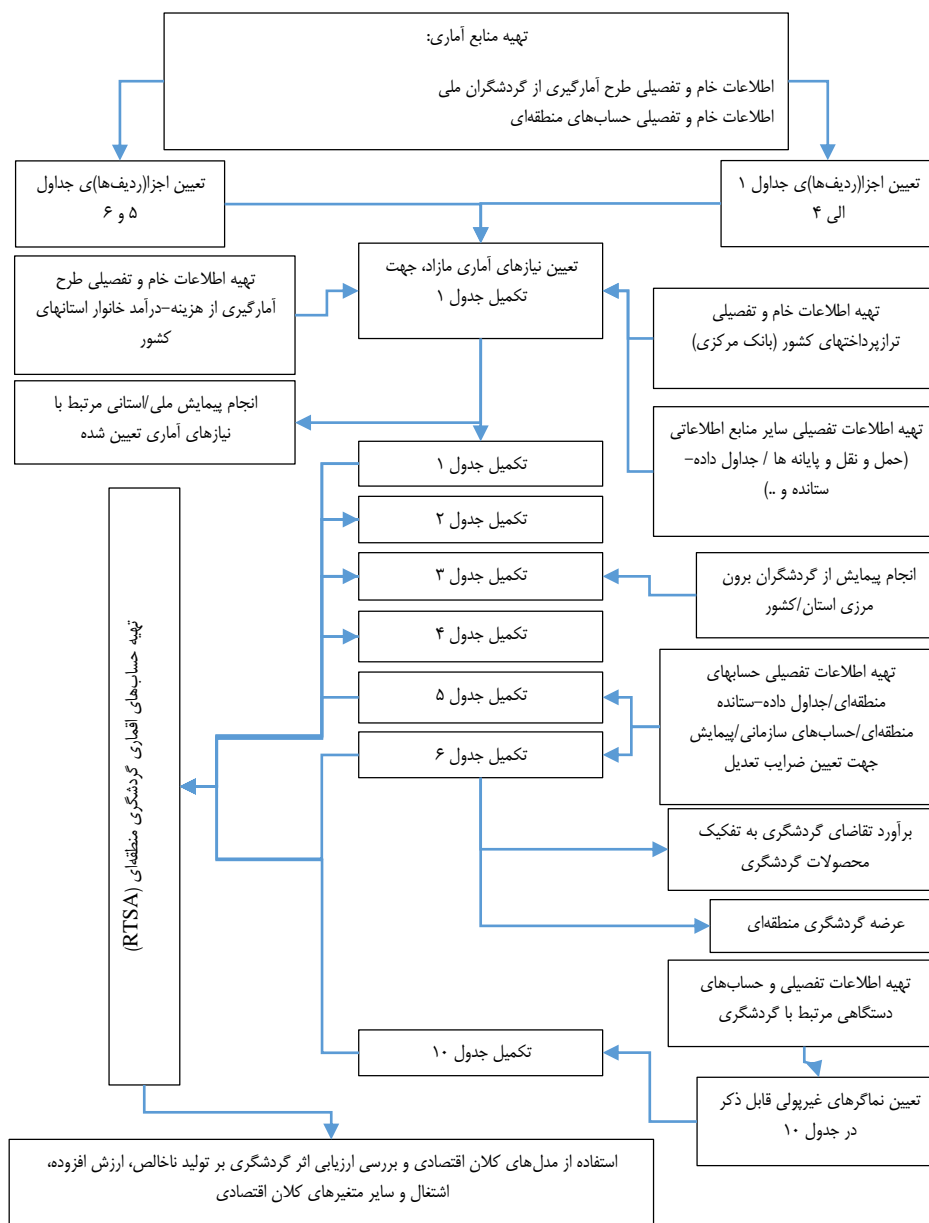 تهیه منابع آماری:
اطلاعات خام و تفصیلی طرح آمارگیری از گردشگران ملی
اطلاعات خام و تفصیلی حساب‌های منطقه‌ای
تعیین اجزا(ردیف‌ها)ی جداول ۱
الی ۴
تعیین اجزا(ردیف‌ها)ی جداول
۵ و ۶
تعیین نیازهای آماری مازاد، جهت
تکمیل جدول ۱
تهیه اطلاعات خام و تفصیلی
ترازپرداختهای کشور (بانک مرکزی)
تهیه اطلاعات خام و تفصیلی طرح
آمارگیری از هزینه–درآمد خانوار استانهای
کشور
انجام پیمایش ملی/استانی مرتبط با
نیازهای آماری تعیین شده
تهیه اطلاعات تفصیلی سایر منابع اطلاعاتی
(حمل و نقل و پایانه ها / جداول داده–
ستانده و ..)
تکمیل جدول ۱
تکمیل جدول ۲
تکمیل جدول ۳
انجام پیمایش از گردشگران برون
مرزی استان/کشور
تکمیل جدول ۴
تکمیل جدول ۵
تکمیل جدول ۶
تهیه اطلاعات تفصیلی حسابهای
منطقه‌ای/جداول داده–ستانده
منطقه‌ای/حساب‌های سازمانی/پیمایش
جهت تعیین ضرایب تعدیل
برآورد تقاضای گردشگری به تفکیک
محصولات گردشگری
عرضه گردشگری منطقه‌ای
تهیه اطلاعات تفصیلی و حساب‌های
دستگاهی مرتبط با گردشگری
تکمیل جدول ۱۰
تعیین نماگرهای غیرپولی قابل ذکر
در جدول ۱۰
تهیه حساب‌های اقماری گردشگری منطقه‌ای (RTSA)
استفاده از مدل‌های کلان اقتصادی و بررسی ارزیابی اثر گردشگری بر تولید ناخالص، ارزش افزوده،
اشتغال و سایر متغیرهای کلان اقتصادی